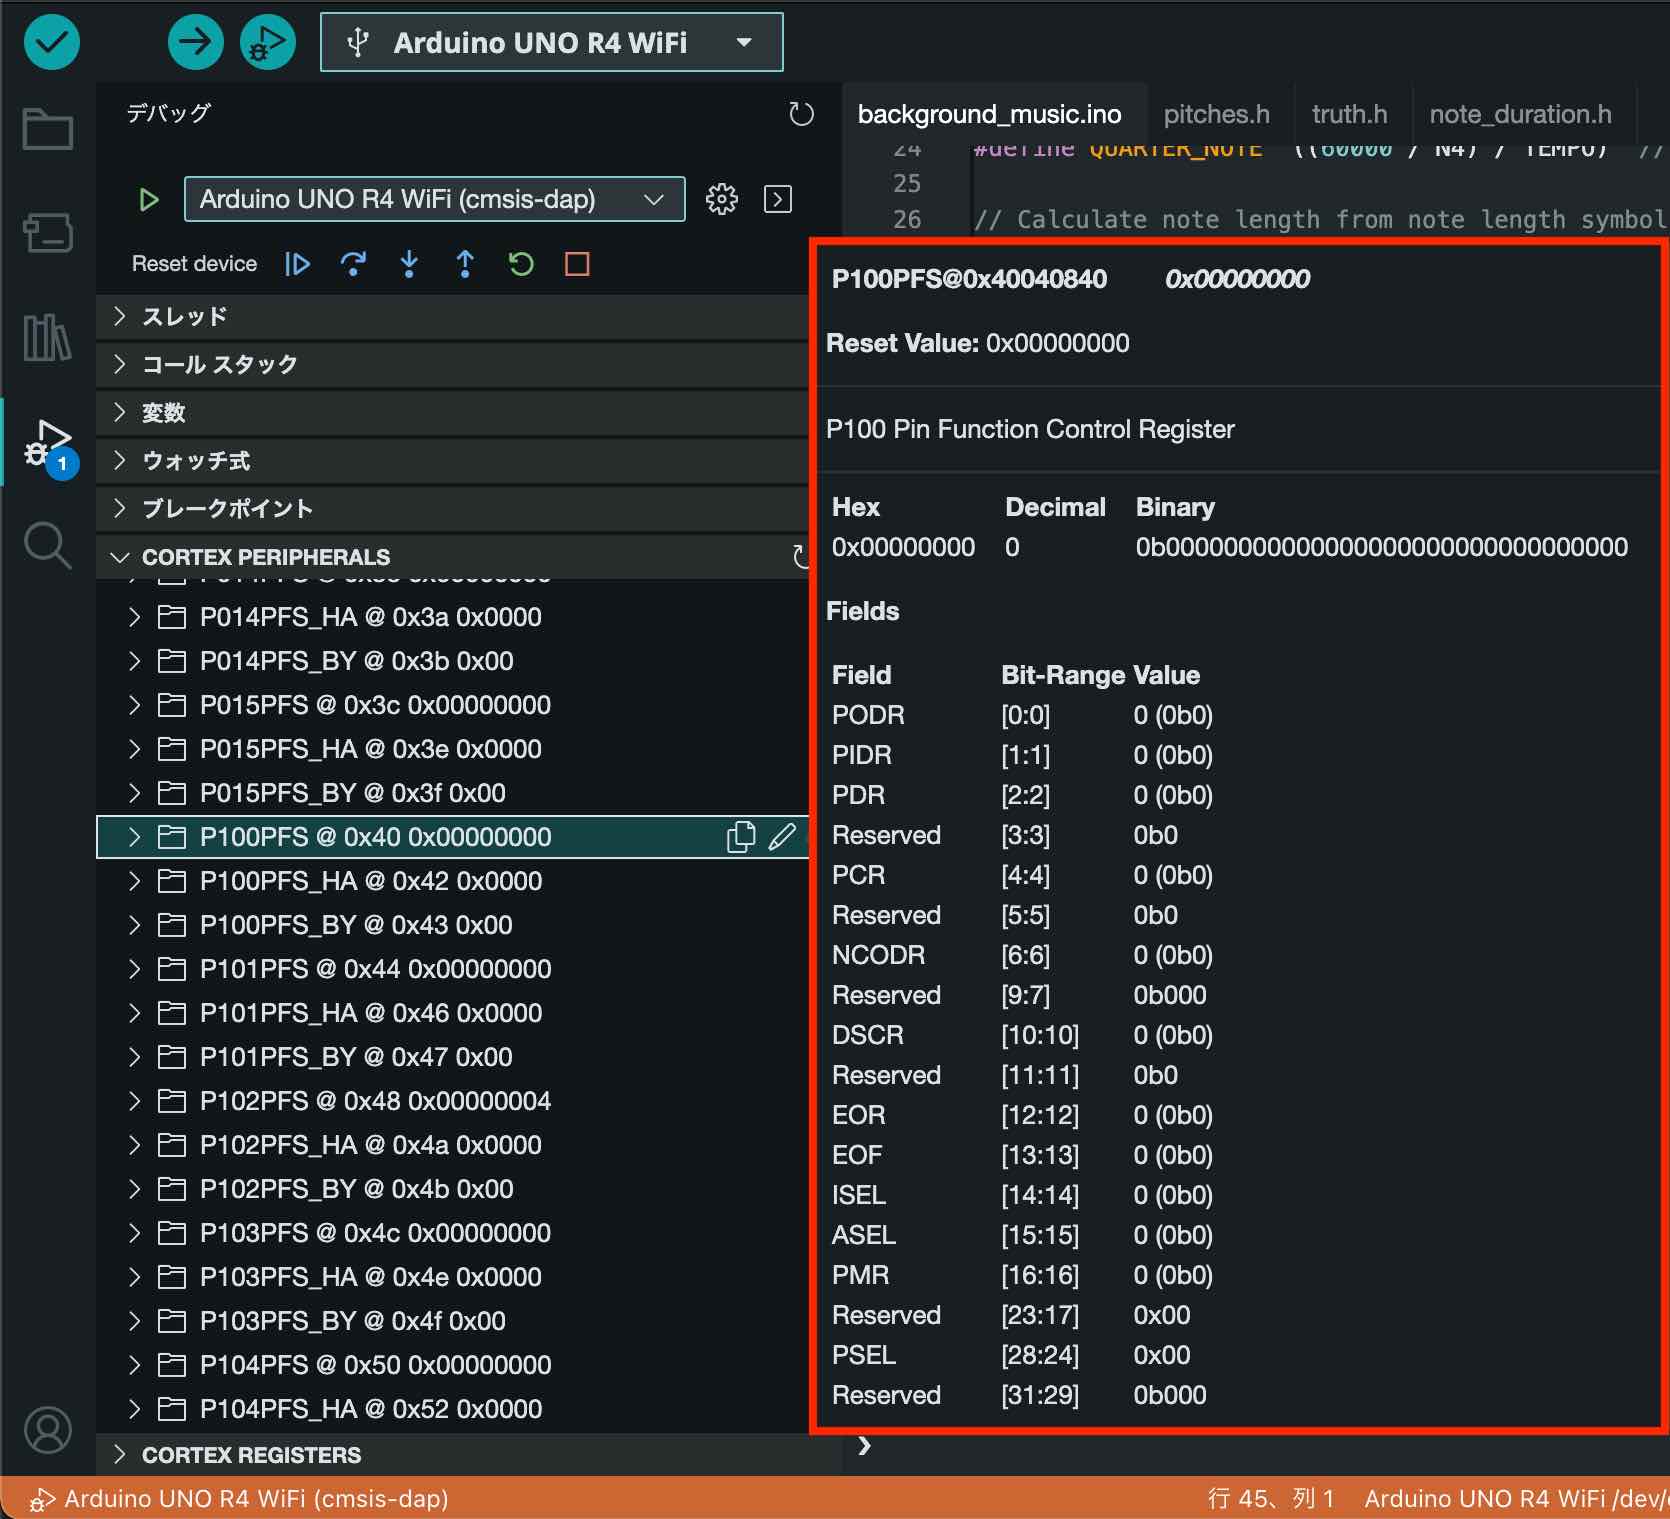 Arduino UNO R4 WiFi
デバッグ
Arduino UNO R4 WiFi (cmsis-dap)
Reset device
スレッド
コール スタック
変数
ウォッチ式
ブレークポイント
CORTEX PERIPHERALS
P014PFS_HA @ 0x3a 0x0000
P014PFS_BY @ 0x3b 0x00
P015PFS @ 0x3c 0x00000000
P015PFS_HA @ 0x3e 0x0000
P015PFS_BY @ 0x3f 0x00
P100PFS @ 0x40 0x00000000
P100PFS_HA @ 0x42 0x0000
P100PFS_BY @ 0x43 0x00
P101PFS @ 0x44 0x00000000
P101PFS_HA @ 0x46 0x0000
P101PFS_BY @ 0x47 0x00
P102PFS @ 0x48 0x00000004
P102PFS_HA @ 0x4a 0x0000
P102PFS_BY @ 0x4b 0x00
P103PFS @ 0x4c 0x00000000
P103PFS_HA @ 0x4e 0x0000
P103PFS_BY @ 0x4f 0x00
P104PFS @ 0x50 0x00000000
P104PFS_HA @ 0x52 0x0000
CORTEX REGISTERS
1
background_music.ino pitches.h truth.h note_duration.h
24 #define QUARTER_NOTE ((60000 / N4) / TEMPO) //
25
26 // Calculate note length from note length symbol
P100PFS@0x40040840 0x00000000
Reset Value: 0x00000000
P100 Pin Function Control Register
Hex Decimal Binary
0x00000000 0 0b00000000000000000000000000000000
Fields
Field Bit-Range Value
PODR [0:0] 0 (0b0)
PIDR [1:1] 0 (0b0)
PDR [2:2] 0 (0b0)
Reserved [3:3] 0b0
PCR [4:4] 0 (0b0)
Reserved [5:5] 0b0
NCODR [6:6] 0 (0b0)
Reserved [9:7] 0b000
DSCR [10:10] 0 (0b0)
Reserved [11:11] 0b0
EOR [12:12] 0 (0b0)
EOF [13:13] 0 (0b0)
ISEL [14:14] 0 (0b0)
ASEL [15:15] 0 (0b0)
PMR [16:16] 0 (0b0)
Reserved [23:17] 0x00
PSEL [28:24] 0x00
Reserved [31:29] 0b000
Arduino UNO R4 WiFi (cmsis-dap)
行 45、列 1 Arduino UNO R4 WiFi /dev/